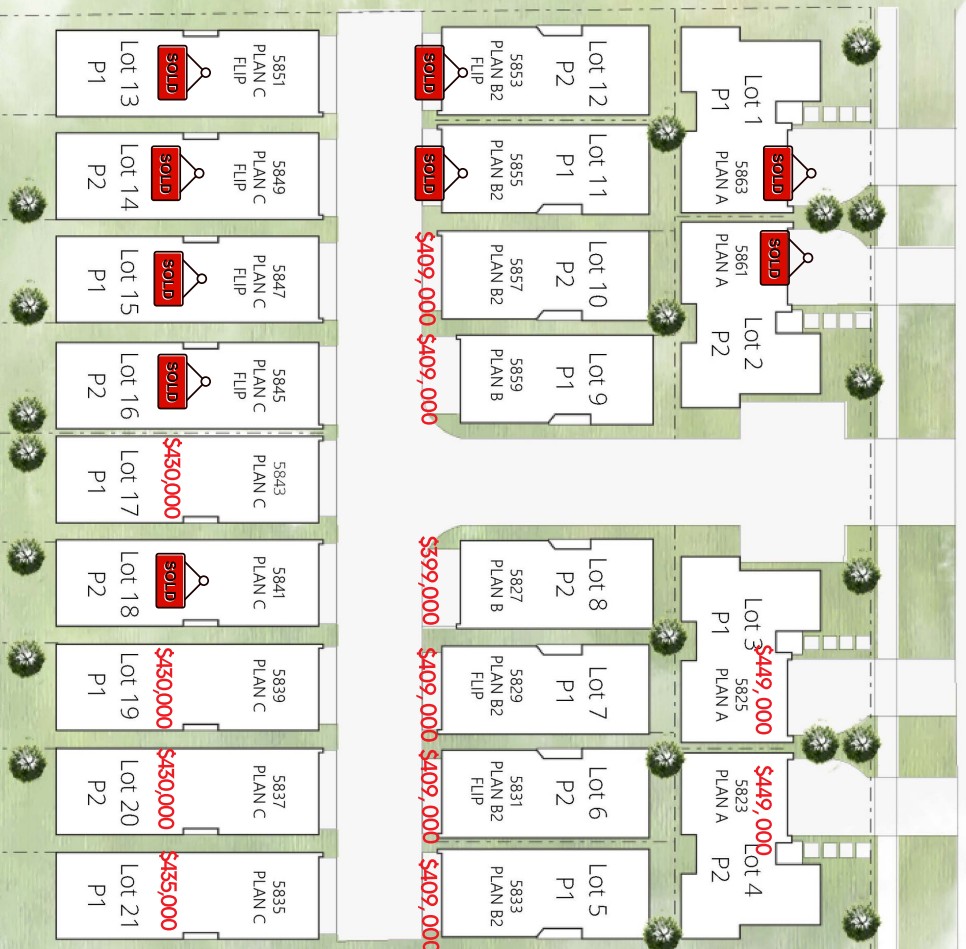 Lot 13
P1
SOLD
5851
PLAN C
FLIP
Lot 14
P2
SOLD
5849
PLAN C
FLIP
Lot 15
P1
SOLD
5847
PLAN C
FLIP
Lot 16
P2
SOLD
5845
PLAN C
FLIP
Lot 17
P1
$430,000
5843
PLAN C
Lot 18
P2
SOLD
5841
PLAN C
Lot 19
P1
$430,000
5839
PLAN C
Lot 20
P2
$430,000
5837
PLAN C
Lot 21
P1
$435,000
5835
PLAN C
SOLD
5853
PLAN B2
FLIP
Lot 12
P2
SOLD
5855
PLAN B2
Lot 11
P1
$409,000
5857
PLAN B2
Lot 10
P2
$409,000
5859
PLAN B
Lot 9
P1
$399,000
5827
PLAN B
Lot 8
P2
$409,000
5829
PLAN B2
FLIP
Lot 7
P1
$409,000
5831
PLAN B2
FLIP
Lot 6
P2
$409,000
5833
PLAN B2
Lot 5
P1
Lot 1
P1
5863
PLAN A
SOLD
5861
PLAN A
SOLD
Lot 2
P2
Lot 3
P1
$449,000
5825
PLAN A
$449,000
5823
PLAN A
Lot 4
P2